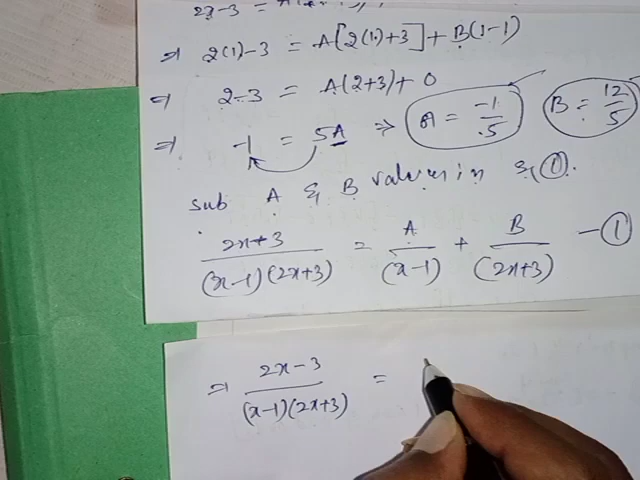 2x-3 =
⇒ 2(1)-3 = A[2(1)+3]+B(1-1)
⇒ 2-3 = A(2+3)+0
⇒ -1 = 5A ⇒ A = -1/5 B = 12/5
sub A & B values in Eq ①.
2x+3/(x-1)(2x+3) = A/(x-1) + B/(2x+3) -①
⇒ 2x-3/(x-1)(2x+3) =